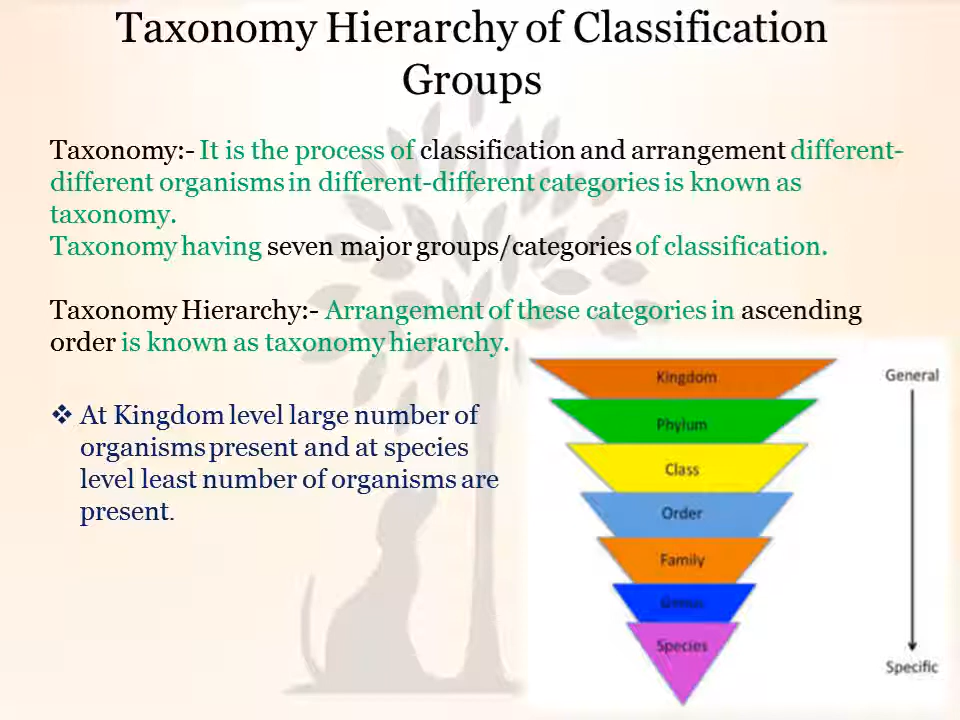 Taxonomy Hierarchy of Classification
Groups
Taxonomy:- It is the process of classification and arrangement different-
different organisms in different-different categories is known as
taxonomy.
Taxonomy having seven major groups/categories of classification.
Taxonomy Hierarchy:- Arrangement of these categories in ascending
order is known as taxonomy hierarchy.
❖ At Kingdom level large number of
organisms present and at species
level least number of organisms are
present.
Kingdom
Phylum
Class
Order
Family
Genus
Species
General
Specific